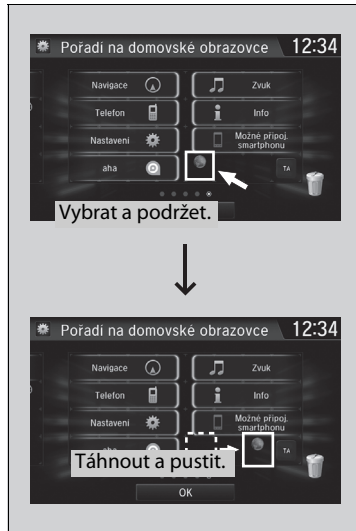 Pořadí na domovské obrazovce 12:34
Navigace
Zvuk
Telefon
Info
Nastavení
Možné připoj.
smartphonu
aha
TA
Vybrat a podržet.
Pořadí na domovské obrazovce 12:34
Navigace
Zvuk
Telefon
Info
Nastavení
Možné připoj.
smartphonu
TA
Táhnout a pustit.
OK